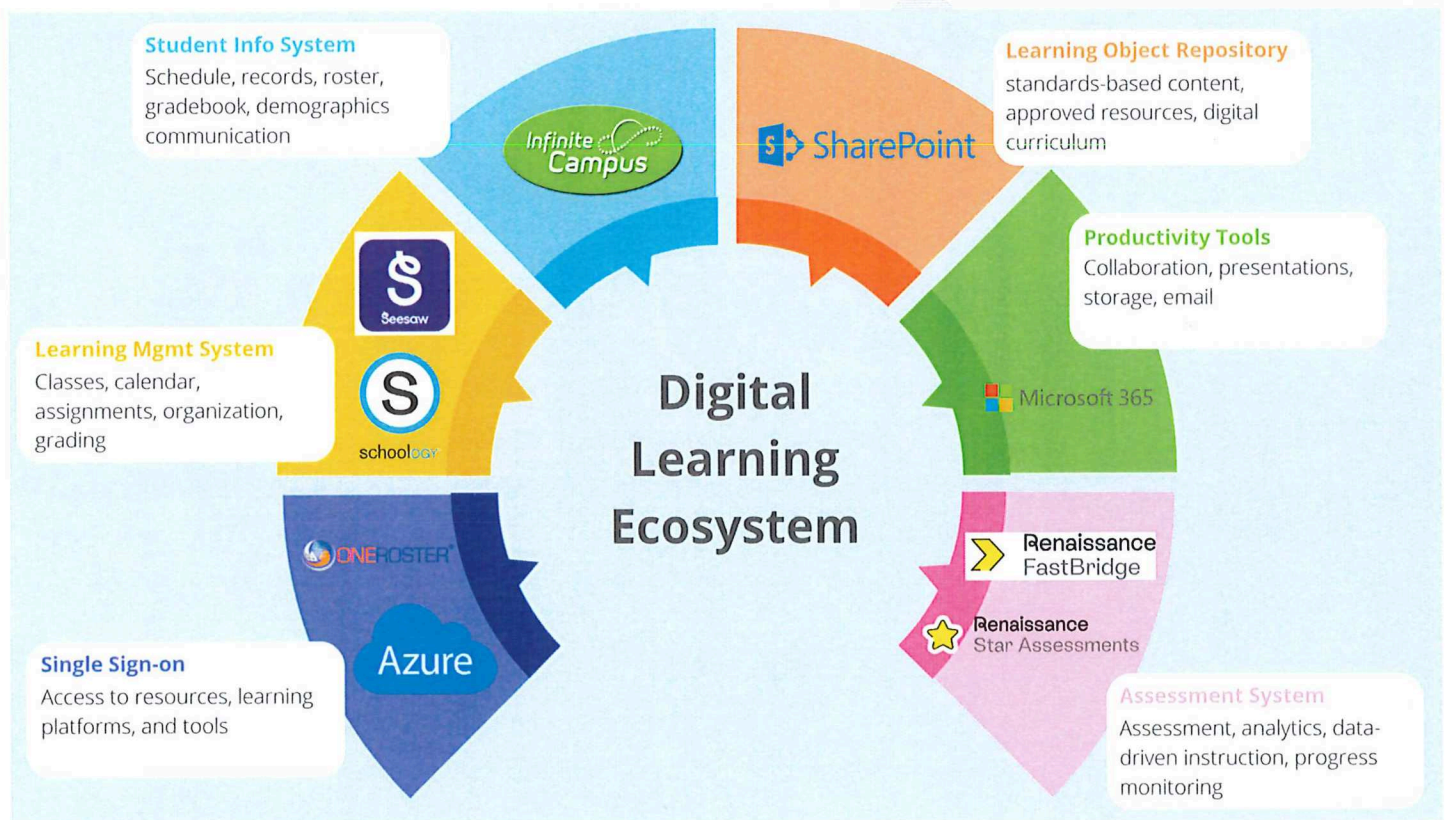 Student Info System
Schedule, records, roster,
gradebook, demographics
communication
Infinite
Campus
S
SharePoint
Learning Object Repository
standards-based content,
approved resources, digital
curriculum
Productivity Tools
Collaboration, presentations,
storage, email
Microsoft 365
S
Seesaw
Learning Mgmt System
Classes, calendar,
assignments, organization,
grading
S
schoology
Digital
Learning
Ecosystem
ONEROSTER®
Azure
Single Sign-on
Access to resources, learning
platforms, and tools
Renaissance
FastBridge
Renaissance
Star Assessments
Assessment System
Assessment, analytics, data-
driven instruction, progress
monitoring